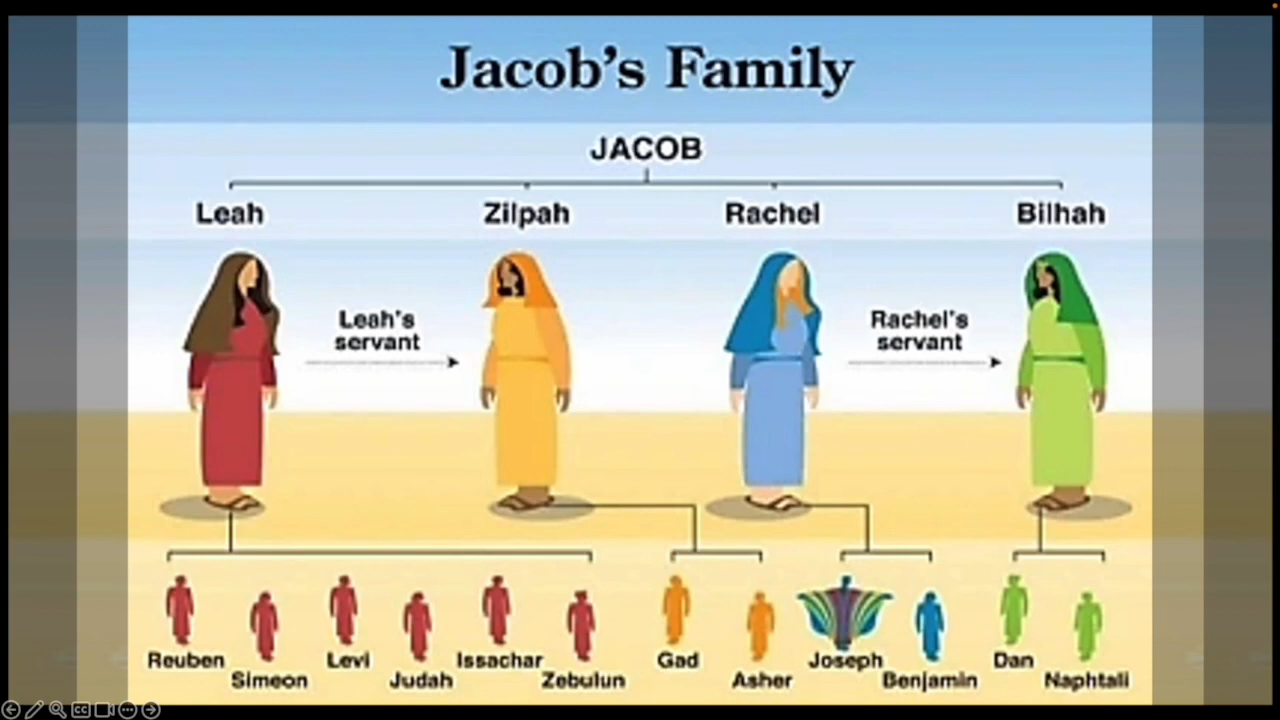 Jacob's Family
JACOB
Leah Zilpah Rachel Bilhah
Leah's
servant
Rachel's
servant
Reuben Simeon Levi Judah Issachar Zebulun Gad Asher Joseph Benjamin Dan Naphtali
CC